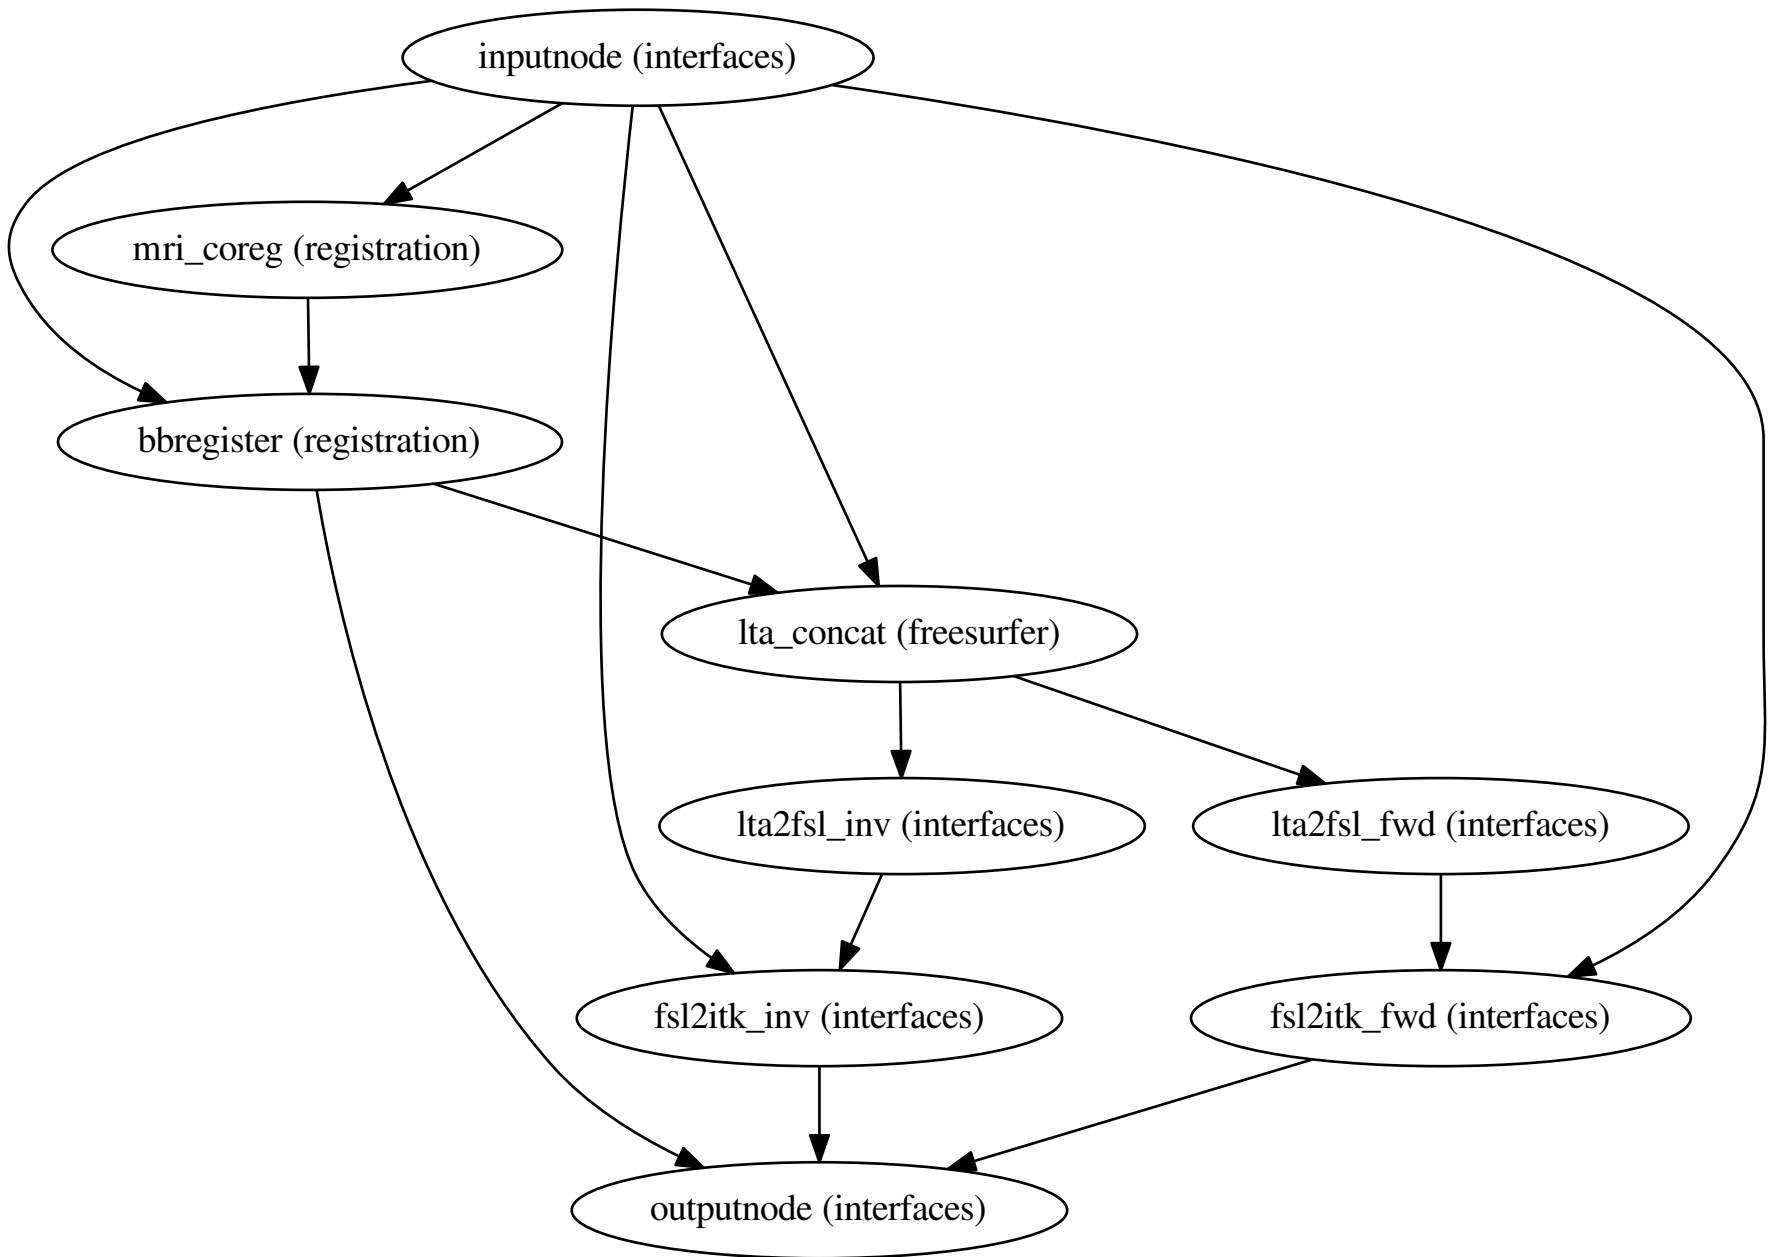 inputnode (interfaces)
mri_coreg (registration)
bbregister (registration)
lta_concat (freesurfer)
lta2fsl_inv (interfaces)
lta2fsl_fwd (interfaces)
fsl2itk_inv (interfaces)
fsl2itk_fwd (interfaces)
outputnode (interfaces)